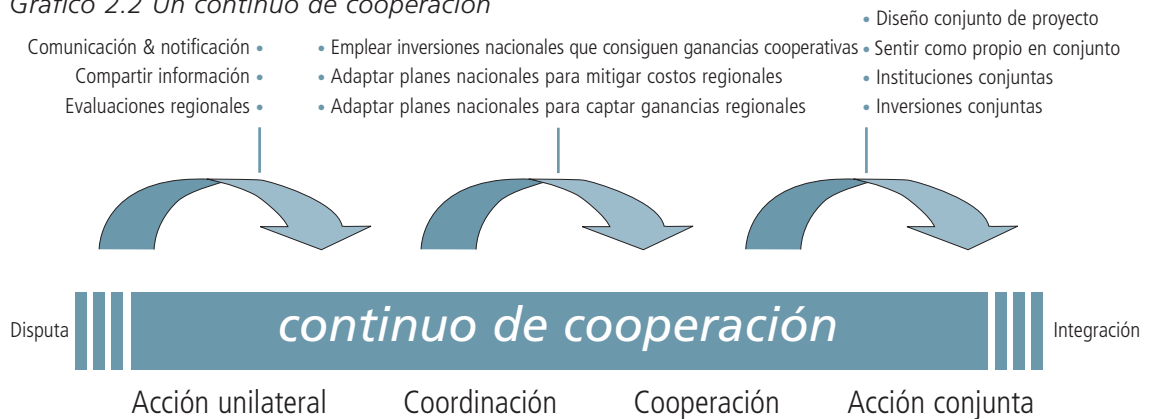 Gráfico 2.2 Un continuo de cooperación
Comunicación & notificación •
Compartir información •
Evaluaciones regionales •
• Emplear inversiones nacionales que consiguen ganancias cooperativas
• Adaptar planes nacionales para mitigar costos regionales
• Adaptar planes nacionales para captar ganancias regionales
• Diseño conjunto de proyecto
• Sentir como propio en conjunto
• Instituciones conjuntas
• Inversiones conjuntas
Disputa
continuo de cooperación
Integración
Acción unilateral
Coordinación
Cooperación
Acción conjunta